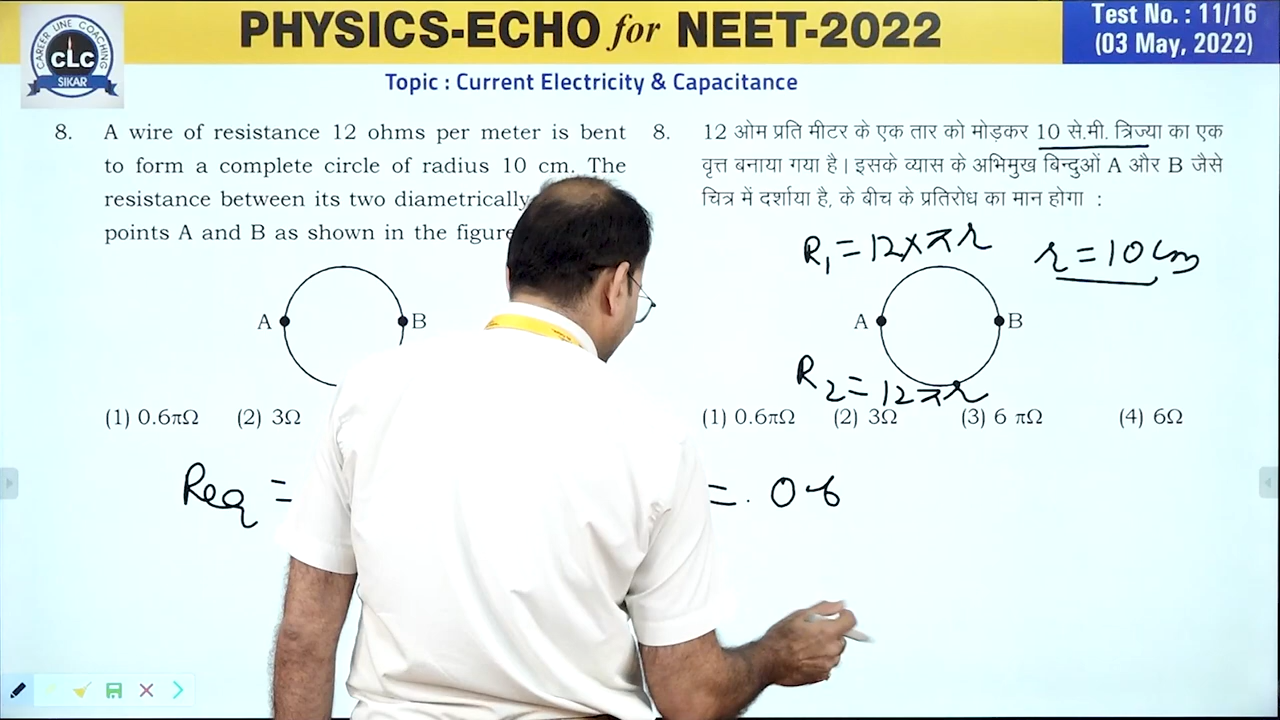 PHYSICS-ECHO for NEET-2022
Test No. : 11/16
(03 May, 2022)
CAREER LINE COACHING
CLC
SIKAR
Topic : Current Electricity & Capacitance
8. A wire of resistance 12 ohms per meter is bent
to form a complete circle of radius 10 cm. The
resistance between its two diametrically
points A and B as shown in the figure
A B
(1) 0.6πΩ (2) 3Ω
Req =
8. 12 ओम प्रति मीटर के एक तार को मोड़कर 10 से.मी. त्रिज्या का एक
वृत्त बनाया गया है। इसके व्यास के अभिमुख बिन्दुओं A और B जैसे
चित्र में दर्शाया है, के बीच के प्रतिरोध का मान होगा :
R₁ = 12×πr r = 10 cm
A B
R₂ = 12πr
(1) 0.6πΩ (2) 3Ω (3) 6 πΩ (4) 6Ω
= 0.6